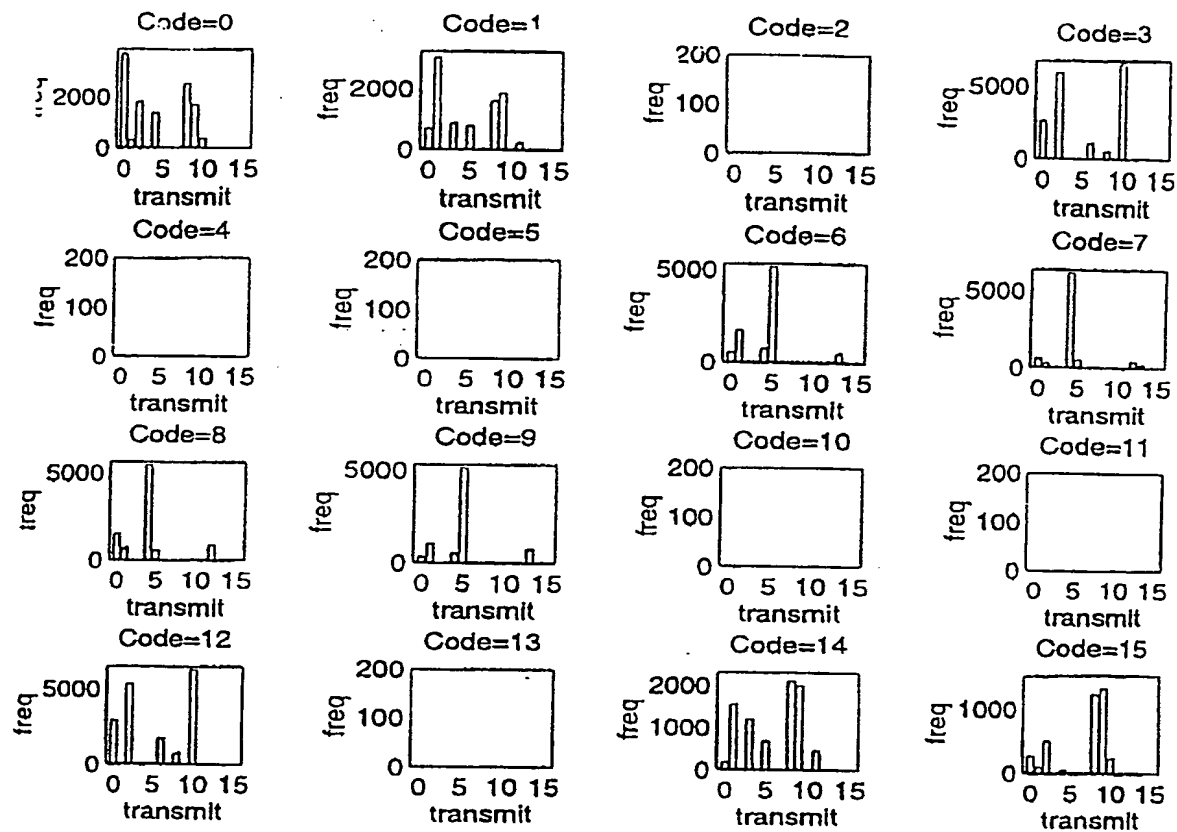 Code=0 Code=1 Code=2 Code=3
freq 2000 0
0 5 10 15
transmit
freq 2000 0
0 5 10 15
transmit
freq 200 100 0
0 5 10 15
transmit
freq 5000 0
0 5 10 15
transmit
Code=4 Code=5 Code=6 Code=7
freq 200 100 0
0 5 10 15
transmit
freq 200 100 0
0 5 10 15
transmit
freq 5000 0
0 5 10 15
transmit
freq 5000 0
0 5 10 15
transmit
Code=8 Code=9 Code=10 Code=11
freq 5000 0
0 5 10 15
transmit
freq 5000 0
0 5 10 15
transmit
freq 200 100 0
0 5 10 15
transmit
freq 200 100 0
0 5 10 15
transmit
Code=12 Code=13 Code=14 Code=15
freq 5000 0
0 5 10 15
transmit
freq 200 100 0
0 5 10 15
transmit
freq 2000 1000 0
0 5 10 15
transmit
freq 1000 0
0 5 10 15
transmit